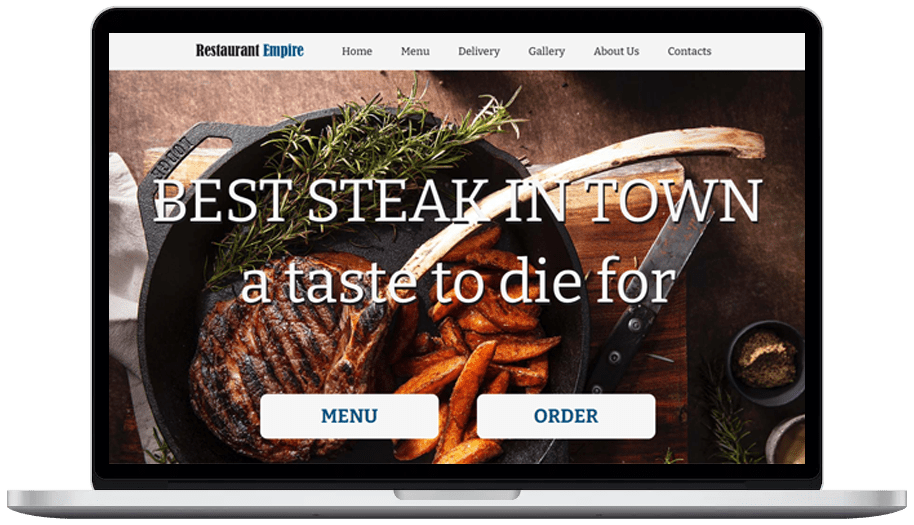 Restaurant Empire Home Menu Delivery Gallery About Us Contacts
LODGE
BEST STEAK IN TOWN
a taste to die for
MENU ORDER